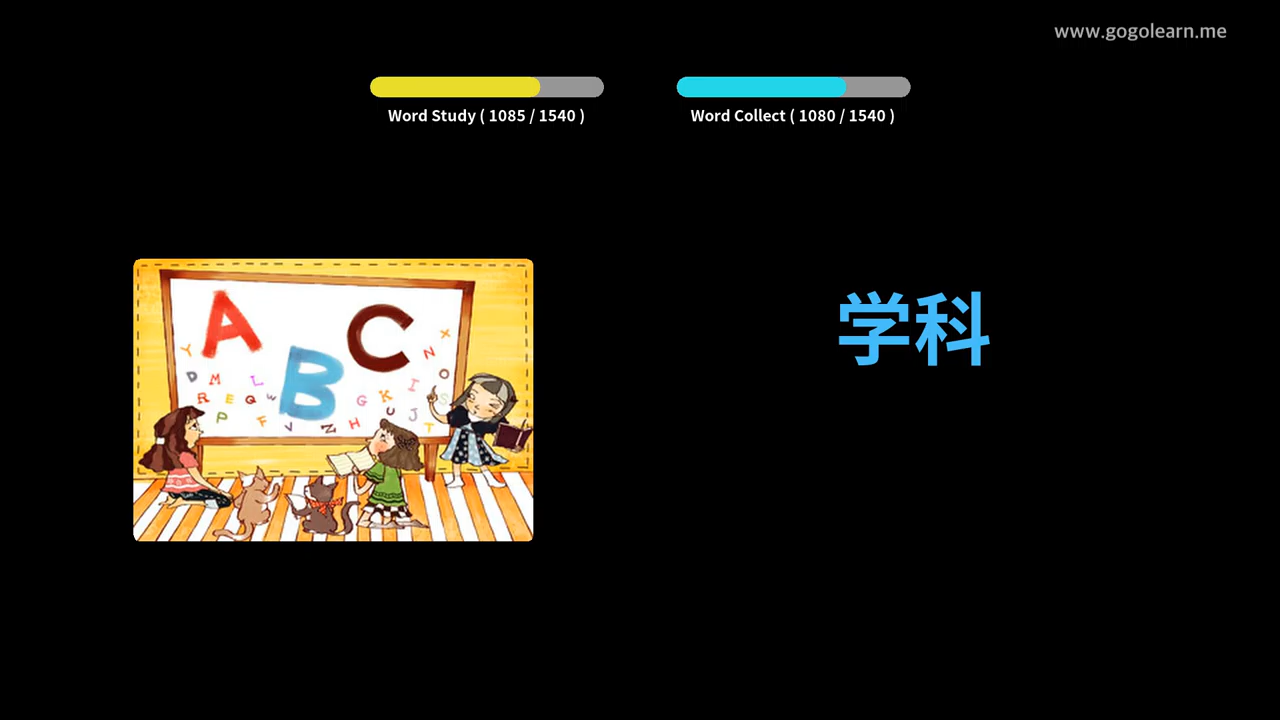 www.gogolearn.me
Word Study ( 1085 / 1540 )
Word Collect ( 1080 / 1540 )
学科
A
B
C
Y
X
N
D
M
L
O
R
E
Q
W
G
K
I
S
P
F
V
Z
H
U
J
T